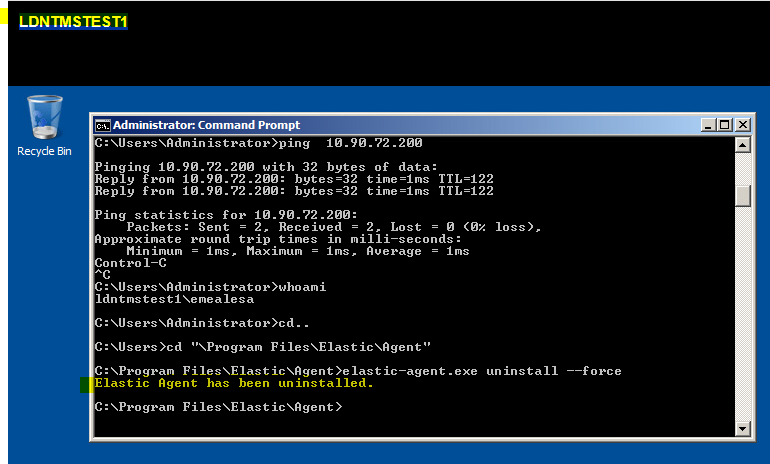 LDNTMSTEST1
Recycle Bin
Administrator: Command Prompt
C:\Users\Administrator>ping  10.90.72.200
Pinging 10.90.72.200 with 32 bytes of data:
Reply from 10.90.72.200: bytes=32 time=1ms TTL=122
Reply from 10.90.72.200: bytes=32 time=1ms TTL=122
Ping statistics for 10.90.72.200:
    Packets: Sent = 2, Received = 2, Lost = 0 (0% loss),
Approximate round trip times in milli-seconds:
    Minimum = 1ms, Maximum = 1ms, Average = 1ms
Control-C
^C
C:\Users\Administrator>whoami
ldntmstest1\emealesa
C:\Users\Administrator>cd..
C:\Users>cd "\Program Files\Elastic\Agent"
C:\Program Files\Elastic\Agent>elastic-agent.exe uninstall --force
Elastic Agent has been uninstalled.
C:\Program Files\Elastic\Agent>